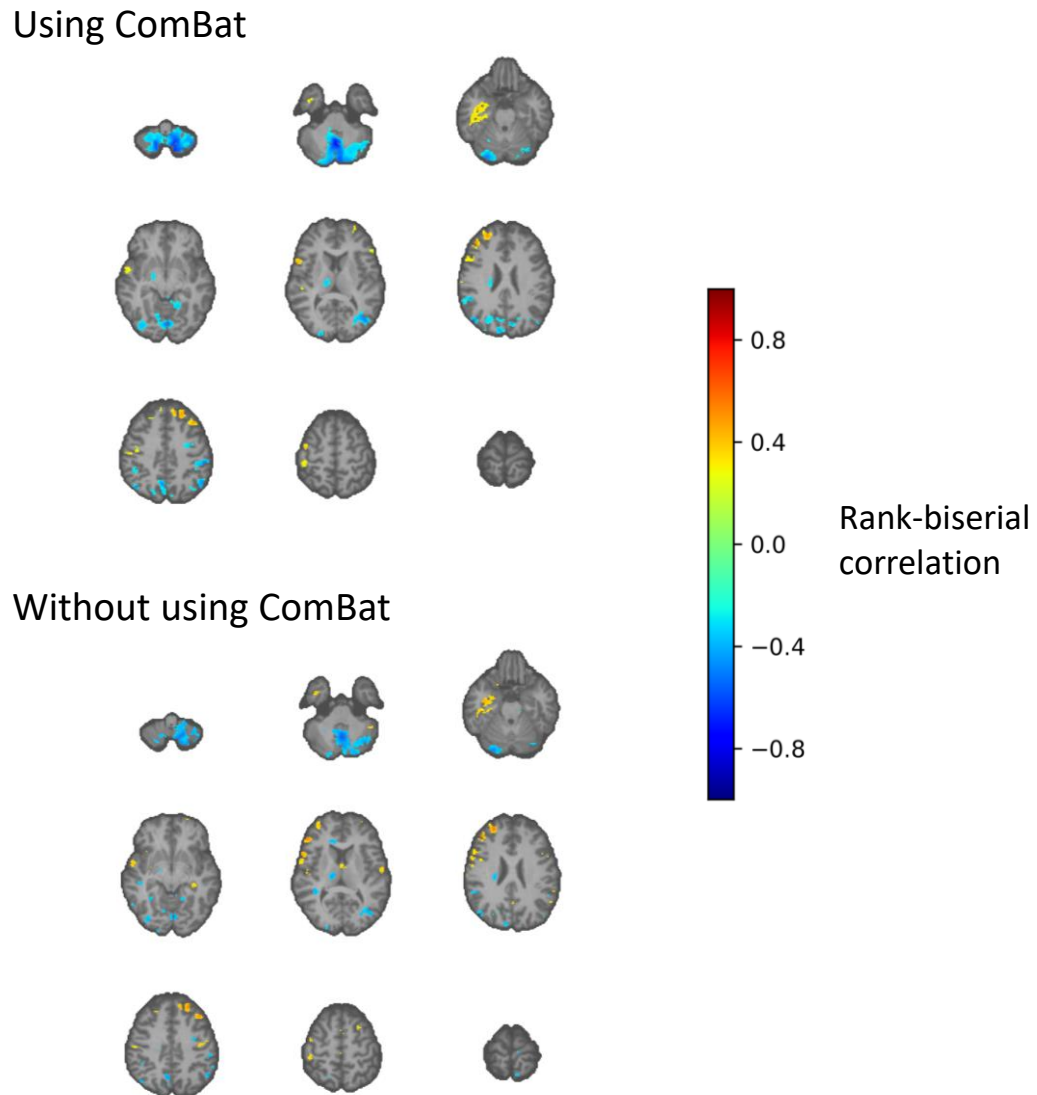 Using ComBat
0.8
0.4
0.0
Rank-biserial
correlation
−0.4
−0.8
Without using ComBat